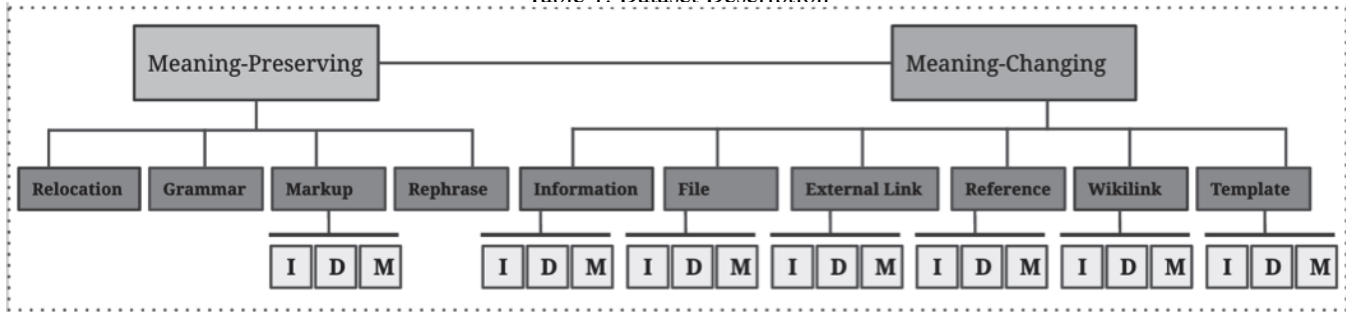 Meaning-Preserving Meaning-Changing
Relocation Grammar Markup Rephrase Information File External Link Reference Wikilink Template
I D M I D M I D M I D M I D M I D M I D M